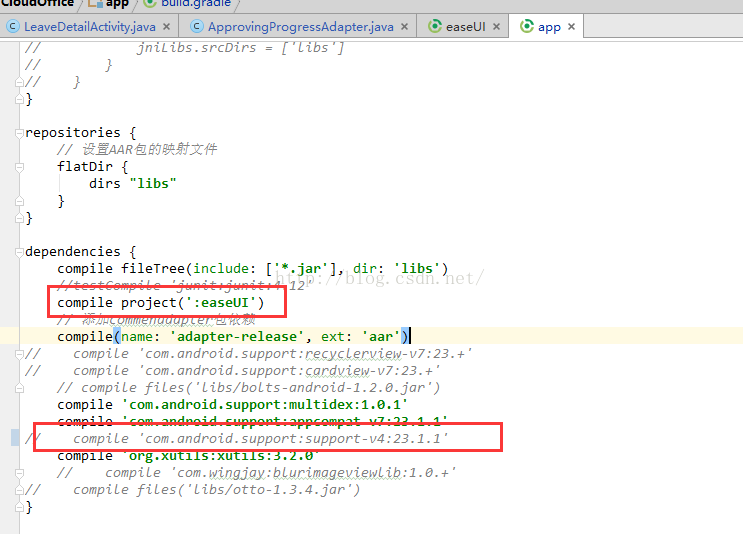 CloudOffice app build.gradle
LeaveDetailActivity.java × ApprovingProgressAdapter.java × easeUI × app ×
// jniLibs.srcDirs = ['libs']
// }
// }
}
repositories {
// 设置AAR包的映射文件
flatDir {
dirs "libs"
}
}
dependencies {
compile fileTree(include: ['*.jar'], dir: 'libs')
http://blog.csdn.net/
//testCompile 'junit:junit:4.12'
compile project(':easeUI')
// 添加commenadapter包依赖
compile(name: 'adapter-release', ext: 'aar')
// compile 'com.android.support:recyclerview-v7:23.+'
// compile 'com.android.support:cardview-v7:23.+'
// compile files('libs/bolts-android-1.2.0.jar')
compile 'com.android.support:multidex:1.0.1'
compile 'com.android.support:appcompat-v7:23.1.1'
// compile 'com.android.support:support-v4:23.1.1'
compile 'org.xutils:xutils:3.2.0'
// compile 'com.wingjay:blurimageviewlib:1.0.+'
// compile files('libs/otto-1.3.4.jar')
}